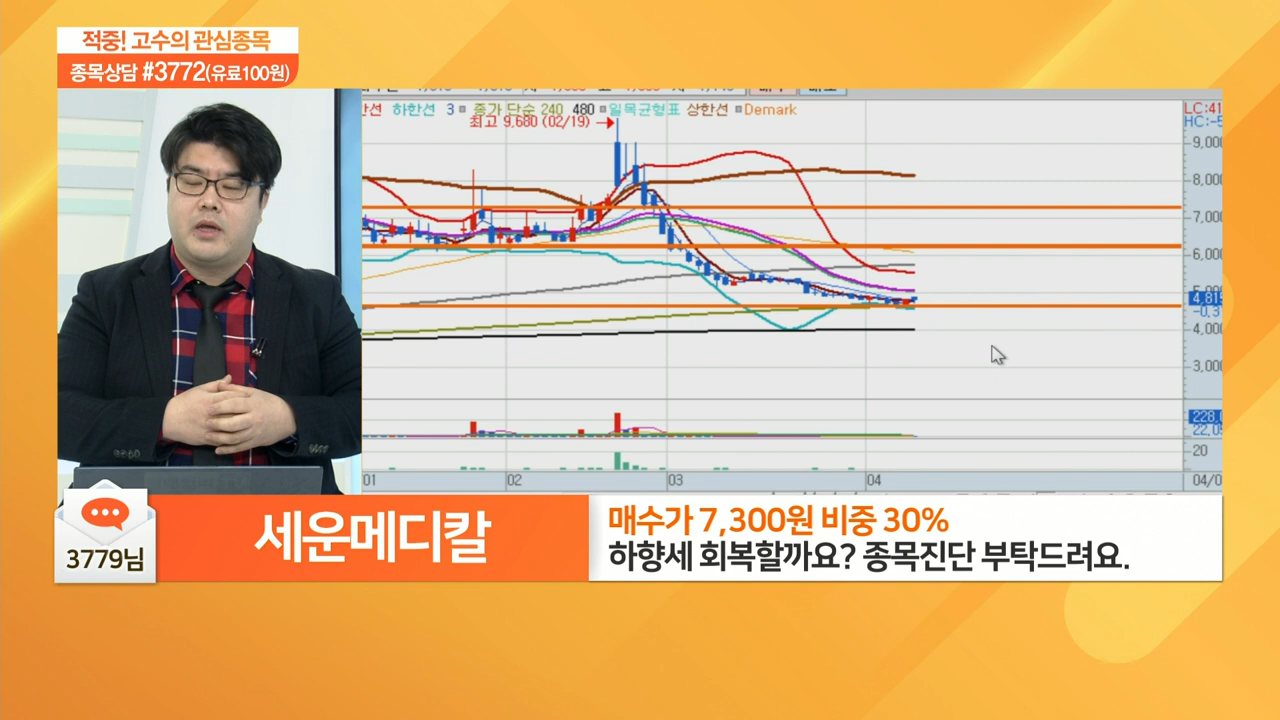 적중! 고수의 관심종목
종목상담 #3772(유료100원)
하한선 3 종가 단순 240 480 일목균형표 상한선 Demark
최고 9,680 (02/19)
LC:41
HC:-5
9,000
8,000
7,000
6,000
4,815
4,000
3,000
20
01 02 03 04
3779님
세운메디칼
매수가 7,300원 비중 30%
하향세 회복할까요? 종목진단 부탁드려요.